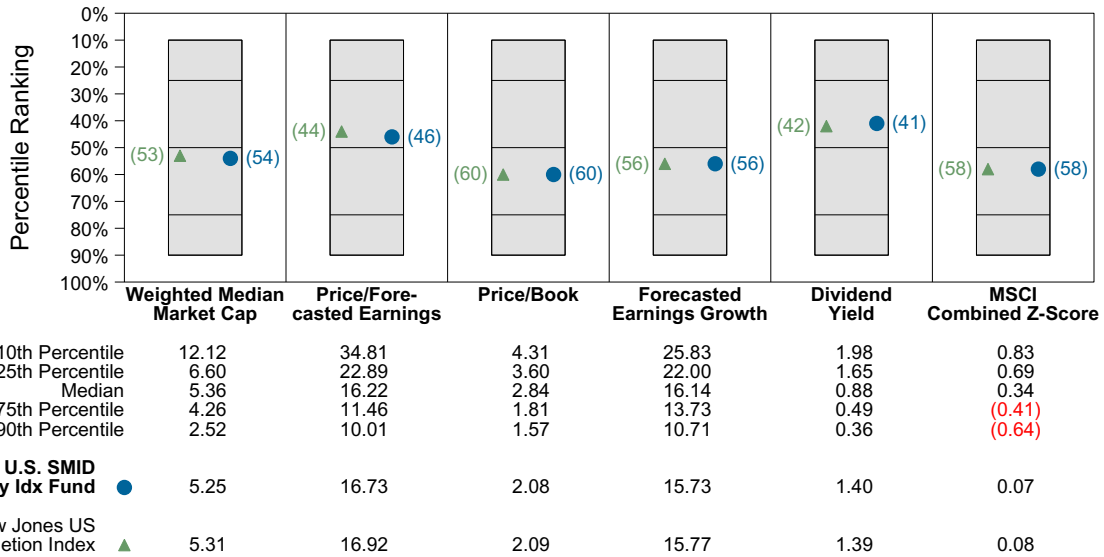 Percentile Ranking
0%
10%
20%
30%
40%
50%
60%
70%
80%
90%
100%
(53) (54)
(44) (46)
(60) (60)
(56) (56)
(42) (41)
(58) (58)
Weighted Median
Market Cap
Price/Fore-
casted Earnings
Price/Book
Forecasted
Earnings Growth
Dividend
Yield
MSCI
Combined Z-Score
10th Percentile 12.12 34.81 4.31 25.83 1.98 0.83
25th Percentile 6.60 22.89 3.60 22.00 1.65 0.69
Median 5.36 16.22 2.84 16.14 0.88 0.34
75th Percentile 4.26 11.46 1.81 13.73 0.49 (0.41)
90th Percentile 2.52 10.01 1.57 10.71 0.36 (0.64)
U.S. SMID
y Idx Fund 5.25 16.73 2.08 15.73 1.40 0.07
w Jones US
etion Index 5.31 16.92 2.09 15.77 1.39 0.08